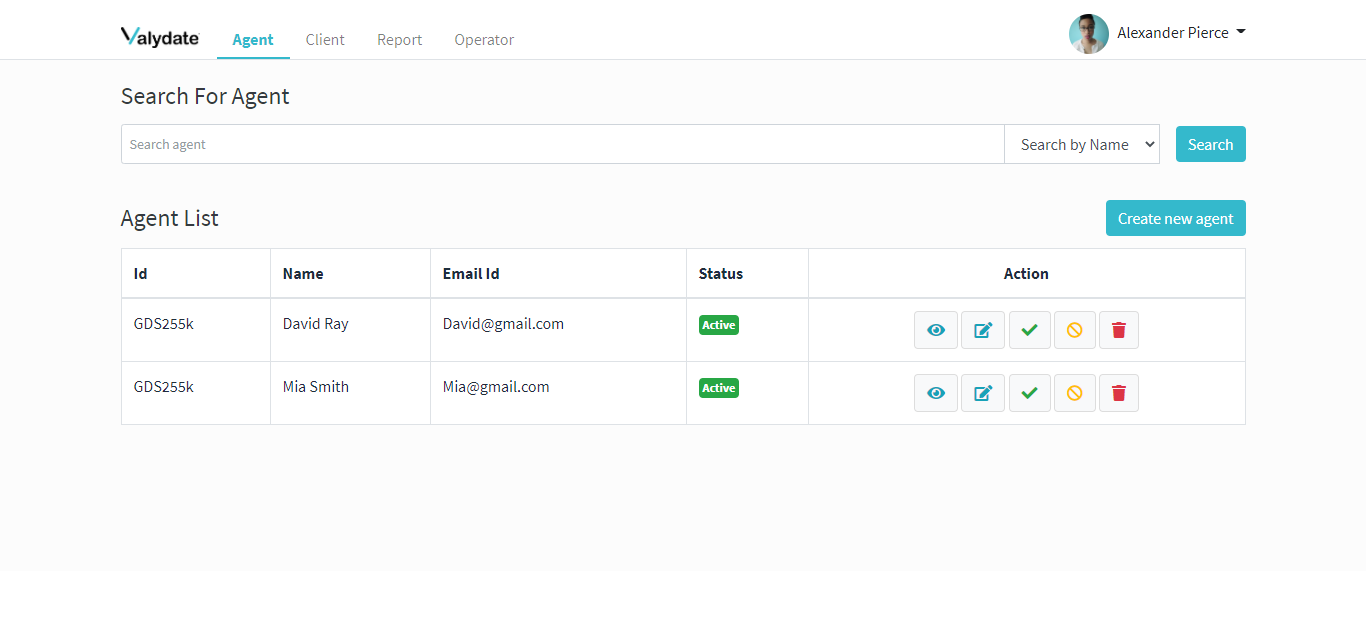 Valydate Agent Client Report Operator Alexander Pierce
Search For Agent
Search agent Search by Name Search
Agent List Create new agent
Id Name Email Id Status Action
GDS255k David Ray David@gmail.com Active
GDS255k Mia Smith Mia@gmail.com Active